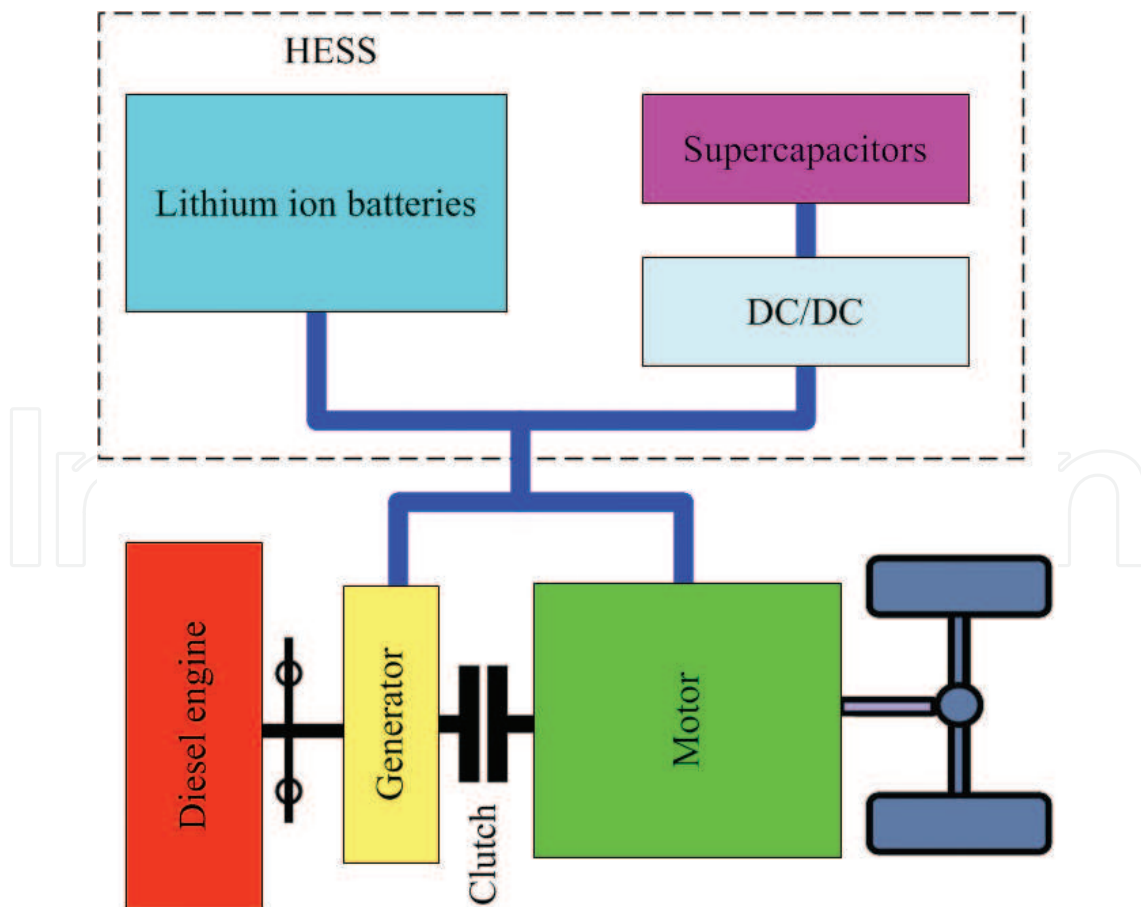 HESS
Lithium ion batteries
Supercapacitors
DC/DC
Diesel engine
Generator
Clutch
Motor